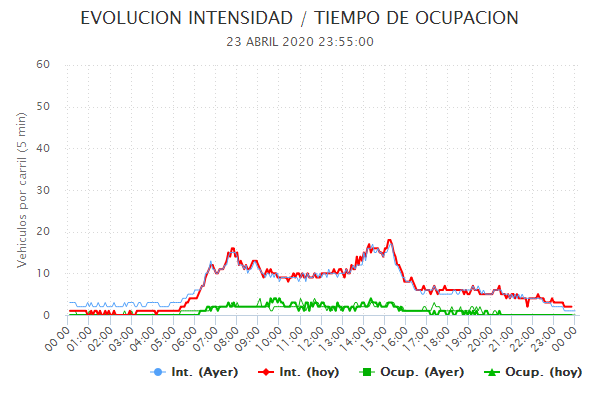 EVOLUCION INTENSIDAD / TIEMPO DE OCUPACION
23 ABRIL 2020 23:55:00
Vehiculos por carril (5 min)
60
50
40
30
20
10
0
00:00 01:00 02:00 03:00 04:00 05:00 06:00 07:00 08:00 09:00 10:00 11:00 12:00 13:00 14:00 15:00 16:00 17:00 18:00 19:00 20:00 21:00 22:00 23:00 00:00
Int. (Ayer) Int. (hoy) Ocup. (Ayer) Ocup. (hoy)